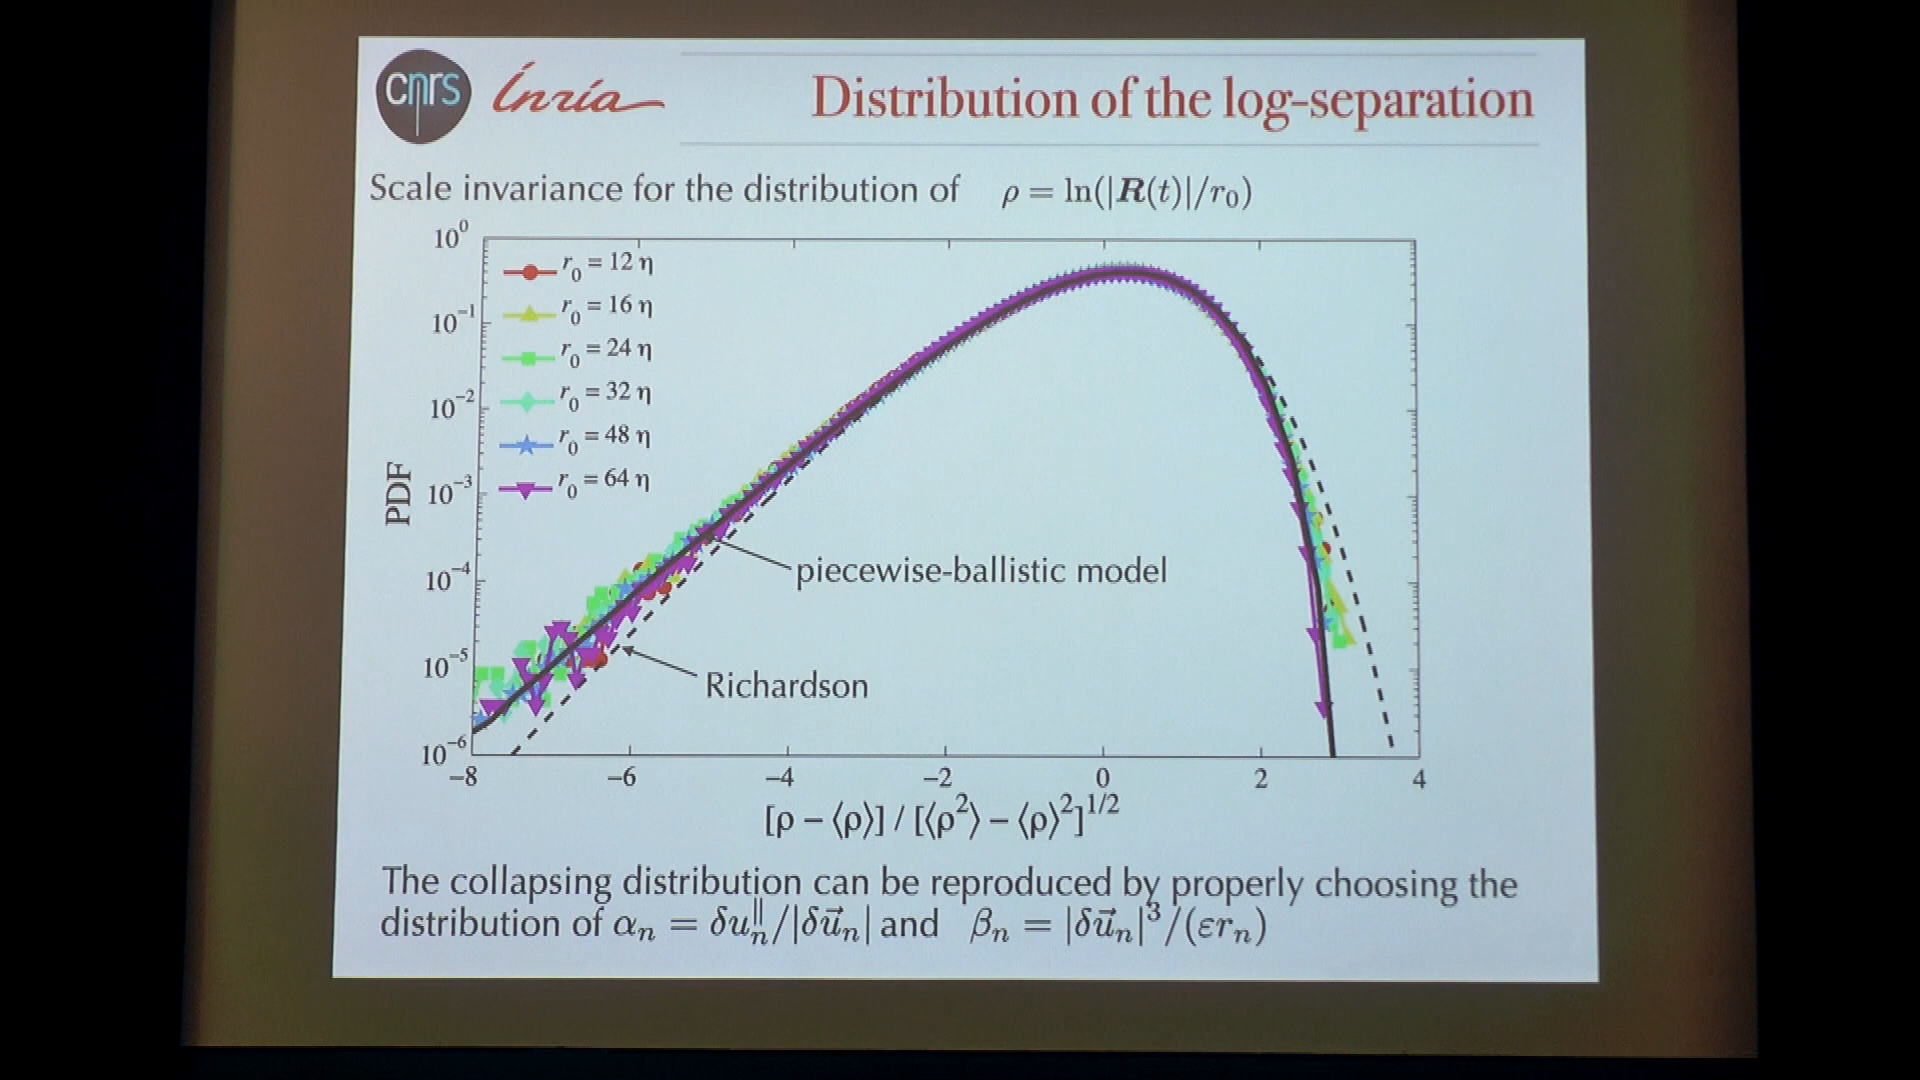 cnrs Inria Distribution of the log-separation
Scale invariance for the distribution of ρ = ln(|R(t)|/r₀)
10⁰
10⁻¹
10⁻²
10⁻³
10⁻⁴
10⁻⁵
10⁻⁶
PDF
r₀ = 12 η
r₀ = 16 η
r₀ = 24 η
r₀ = 32 η
r₀ = 48 η
r₀ = 64 η
piecewise-ballistic model
Richardson
−8 −6 −4 −2 0 2 4
[ρ − ⟨ρ⟩] / [⟨ρ²⟩ − ⟨ρ⟩²]^1/2
The collapsing distribution can be reproduced by properly choosing the
distribution of αₙ = δuₙ^∥/|δu⃗ₙ| and βₙ = |δu⃗ₙ|³/(εrₙ)